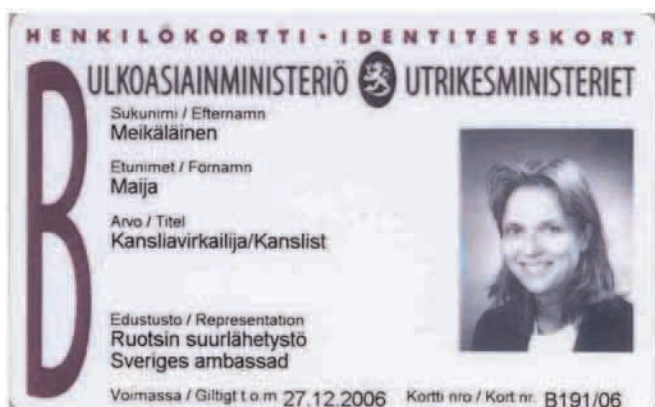 HENKILÖKORTTI · IDENTITETSKORT
B
ULKOASIAINMINISTERIÖ UTRIKESMINISTERIET
Sukunimi / Efternamn
Meikäläinen
Etunimet / Förnamn
Maija
Arvo / Titel
Kansliavirkailija/Kanslist
Edustusto / Representation
Ruotsin suurlähetystö
Sveriges ambassad
Voimassa / Giltigt t o m 27.12.2006 Kortti nro / Kort nr. B191/06